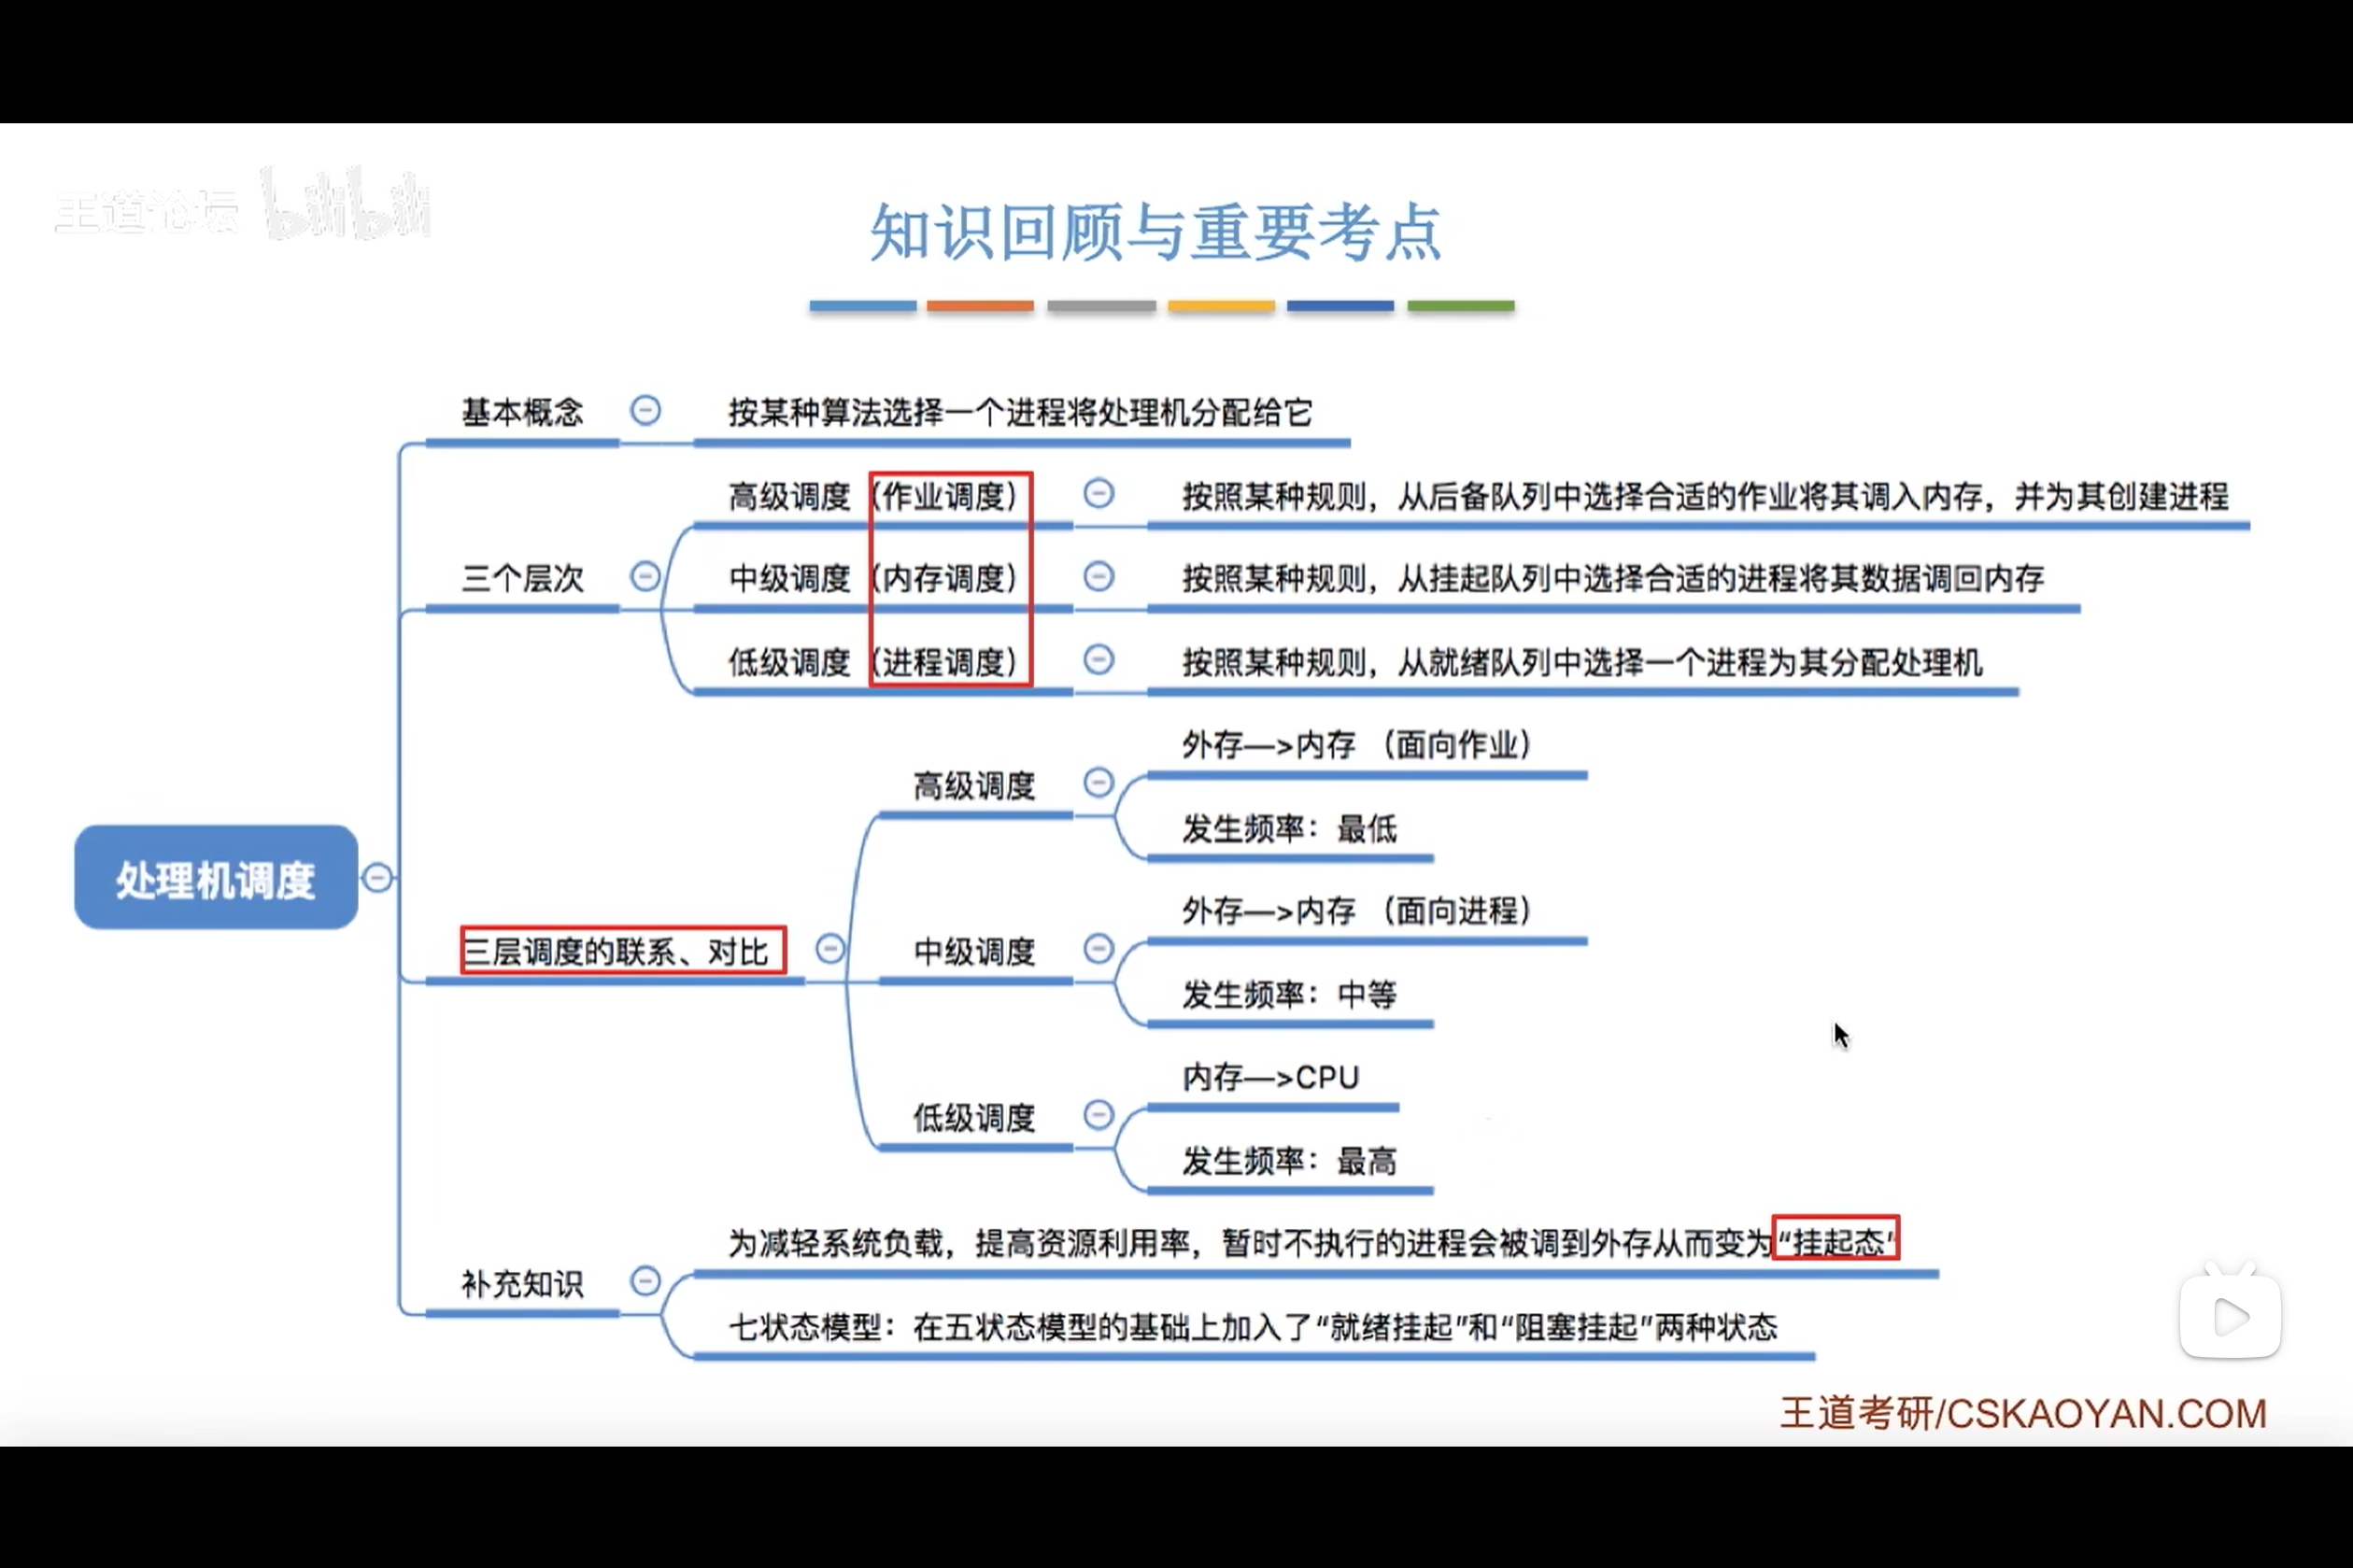 王道论坛 bilibili
知识回顾与重要考点
基本概念
按某种算法选择一个进程将处理机分配给它
三个层次
高级调度（作业调度）
按照某种规则，从后备队列中选择合适的作业将其调入内存，并为其创建进程
中级调度（内存调度）
按照某种规则，从挂起队列中选择合适的进程将其数据调回内存
低级调度（进程调度）
按照某种规则，从就绪队列中选择一个进程为其分配处理机
处理机调度
三层调度的联系、对比
高级调度
外存—>内存 （面向作业）
发生频率：最低
中级调度
外存—>内存 （面向进程）
发生频率：中等
低级调度
内存—>CPU
发生频率：最高
补充知识
为减轻系统负载，提高资源利用率，暂时不执行的进程会被调到外存从而变为“挂起态”
七状态模型：在五状态模型的基础上加入了“就绪挂起”和“阻塞挂起”两种状态
王道考研/CSKAOYAN.COM